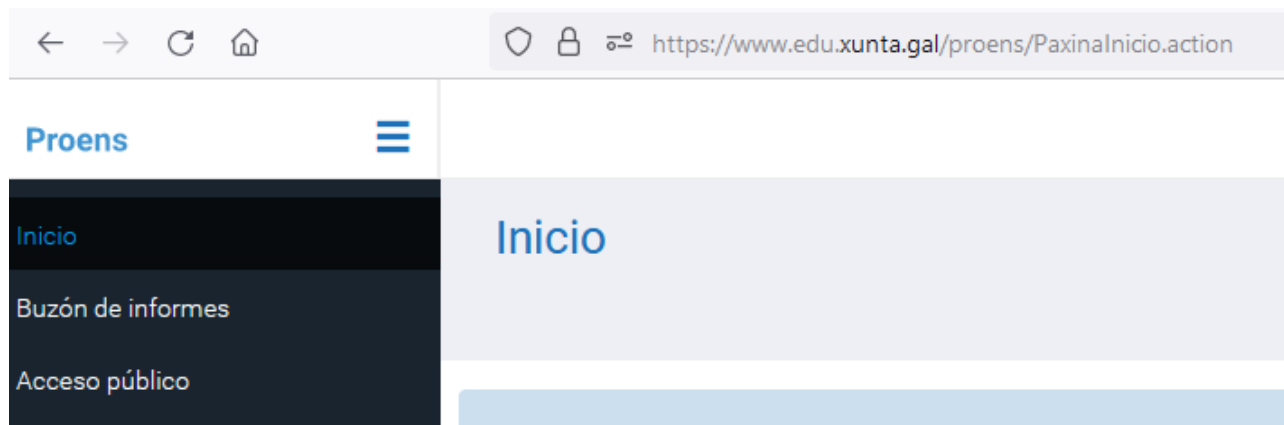 https://www.edu.xunta.gal/proens/PaxinaInicio.action
Proens
Inicio
Inicio
Buzón de informes
Acceso público